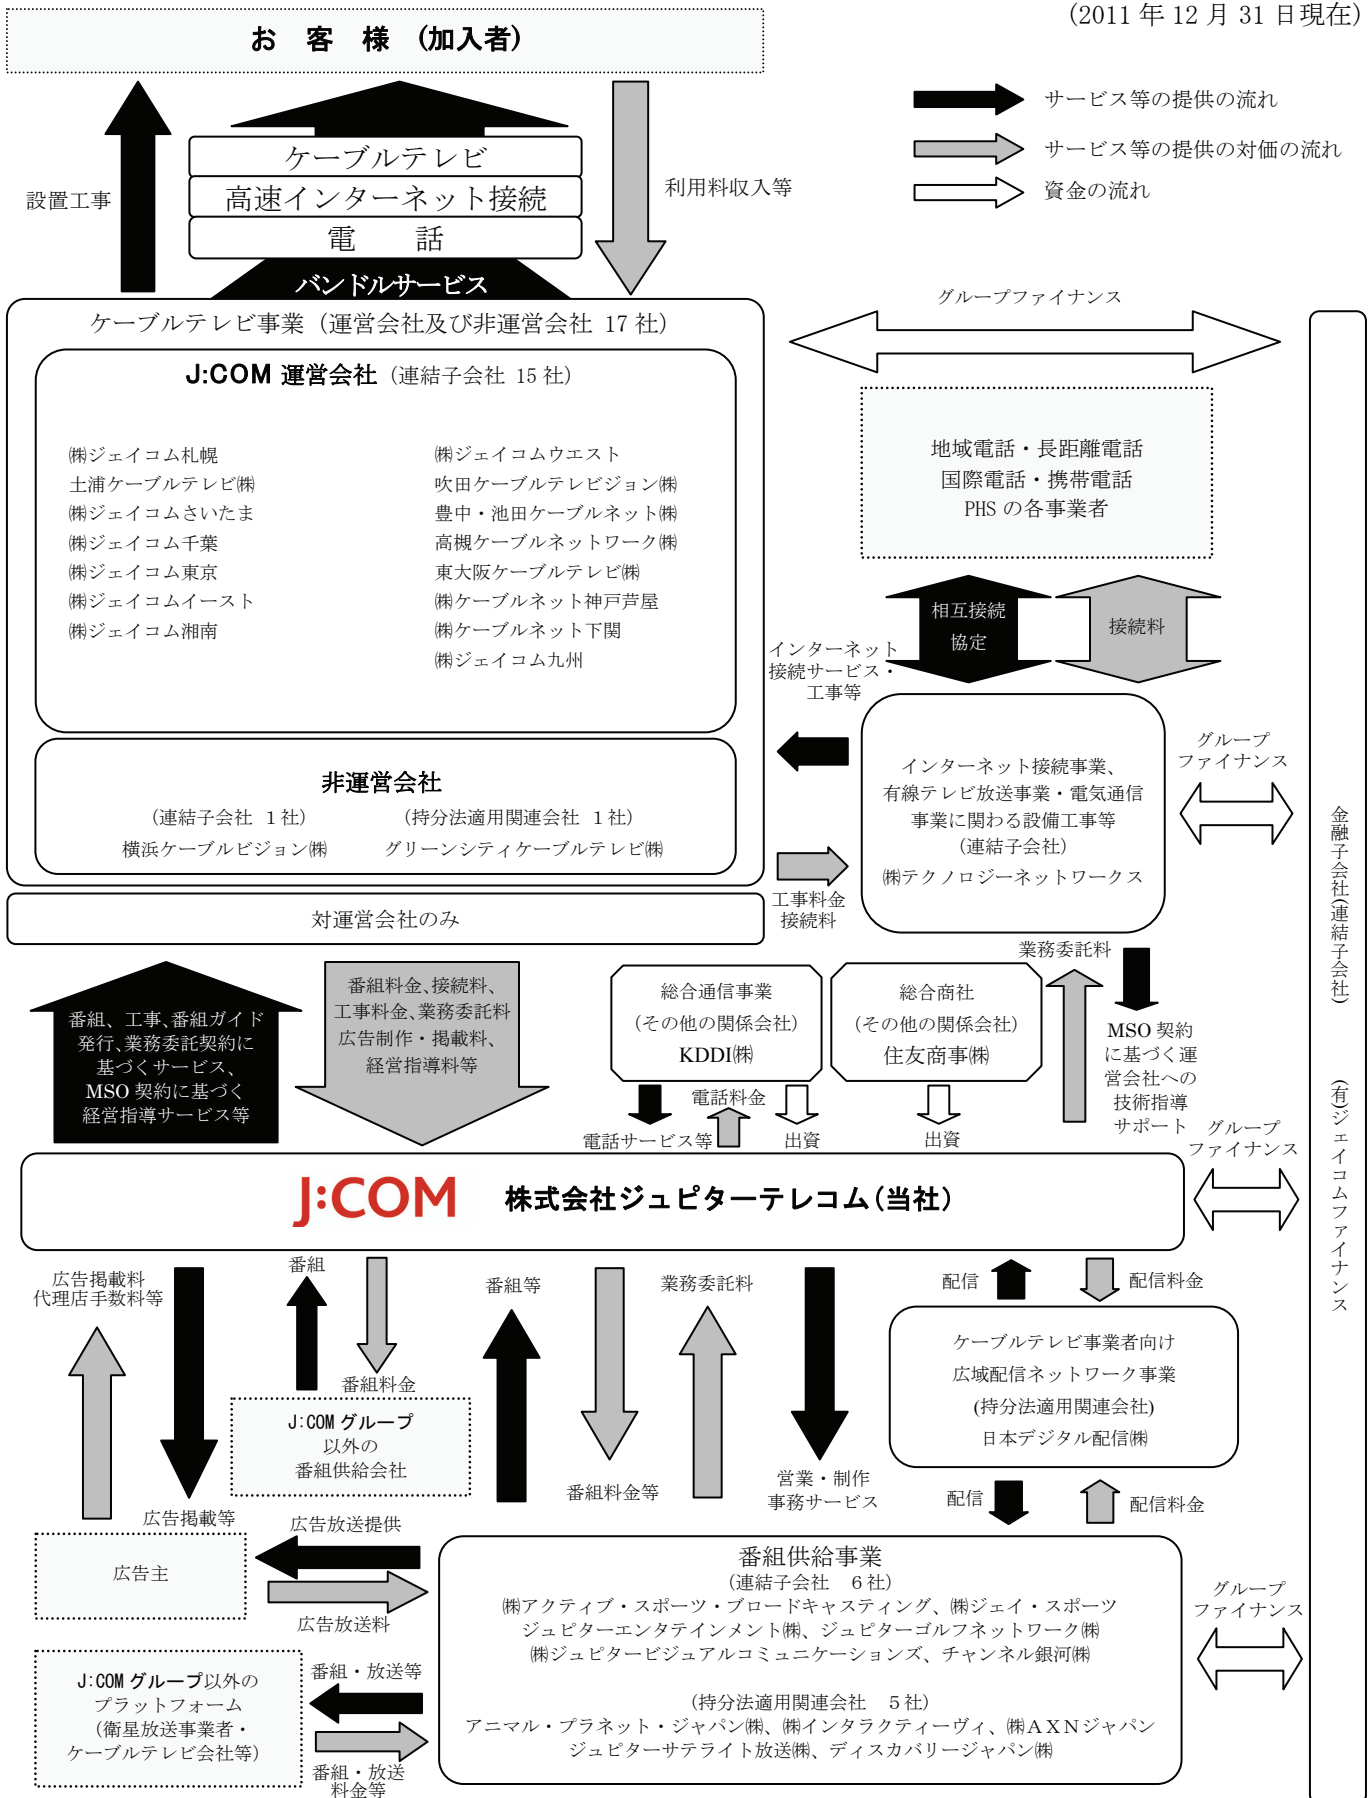 (2011 年 12 月 31 日現在)
お 客 様 (加入者)
サービス等の提供の流れ
サービス等の提供の対価の流れ
資金の流れ
設置工事
ケーブルテレビ
高速インターネット接続
電 話
バンドルサービス
利用料収入等
ケーブルテレビ事業（運営会社及び非運営会社 17 社）
J:COM 運営会社（連結子会社 15 社）
㈱ジェイコム札幌
土浦ケーブルテレビ㈱
㈱ジェイコムさいたま
㈱ジェイコム千葉
㈱ジェイコム東京
㈱ジェイコムイースト
㈱ジェイコム湘南
㈱ジェイコムウエスト
吹田ケーブルテレビジョン㈱
豊中・池田ケーブルネット㈱
高槻ケーブルネットワーク㈱
東大阪ケーブルテレビ㈱
㈱ケーブルネット神戸芦屋
㈱ケーブルネット下関
㈱ジェイコム九州
非運営会社
（連結子会社 1 社）
横浜ケーブルビジョン㈱
（持分法適用関連会社 1 社）
グリーンシティケーブルテレビ㈱
対運営会社のみ
グループファイナンス
地域電話・長距離電話
国際電話・携帯電話
PHS の各事業者
相互接続
協定
接続料
インターネット
接続サービス・
工事等
インターネット接続事業、
有線テレビ放送事業・電気通信
事業に関わる設備工事等
（連結子会社）
㈱テクノロジーネットワークス
工事料金
接続料
グループ
ファイナンス
金融子会社(連結子会社)
(有)ジェイコムファイナンス
番組、工事、番組ガイド
発行、業務委託契約に
基づくサービス、
MSO 契約に基づく
経営指導サービス等
番組料金、接続料、
工事料金、業務委託料
広告制作・掲載料、
経営指導料等
総合通信事業
(その他の関係会社)
KDDI㈱
総合商社
(その他の関係会社)
住友商事㈱
業務委託料
MSO 契約
に基づく運
営会社への
技術指導
サポート
電話サービス等
電話料金
出資
出資
グループ
ファイナンス
J:COM 株式会社ジュピターテレコム(当社)
広告掲載料
代理店手数料等
広告掲載等
番組
番組料金
J:COM グループ
以外の
番組供給会社
番組等
番組料金等
業務委託料
営業・制作
事務サービス
配信
配信料金
ケーブルテレビ事業者向け
広域配信ネットワーク事業
(持分法適用関連会社)
日本デジタル配信㈱
配信
配信料金
広告主
広告放送提供
広告放送料
番組供給事業
（連結子会社 6 社）
㈱アクティブ・スポーツ・ブロードキャスティング、㈱ジェイ・スポーツ
ジュピターエンタテインメント㈱、ジュピターゴルフネットワーク㈱
㈱ジュピタービジュアルコミュニケーションズ、チャンネル銀河㈱
（持分法適用関連会社 5 社）
アニマル・プラネット・ジャパン㈱、㈱インタラクティーヴィ、㈱ＡＸＮジャパン
ジュピターサテライト放送㈱、ディスカバリージャパン㈱
グループ
ファイナンス
J:COM グループ以外の
プラットフォーム
(衛星放送事業者・
ケーブルテレビ会社等)
番組・放送等
番組・放送
料金等